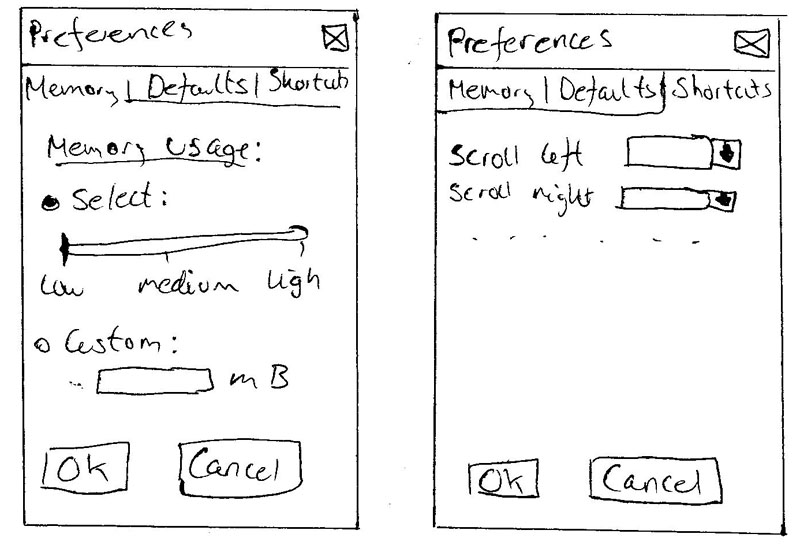 Preferences
Memory | Defaults | Shortcuts
Memory Usage:
Select:
Low medium High
Custom:
mB
OK Cancel
Preferences
Memory | Defaults Shortcuts
Scroll left
Scroll right
OK Cancel